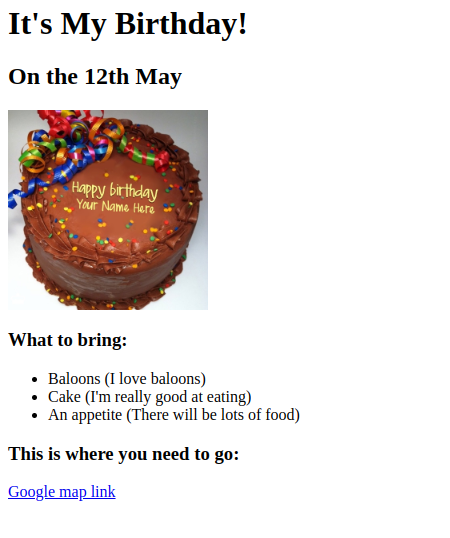 It's My Birthday!
On the 12th May
Happy birthday
Your Name Here
What to bring:
Baloons (I love baloons)
Cake (I'm really good at eating)
An appetite (There will be lots of food)
This is where you need to go:
Google map link